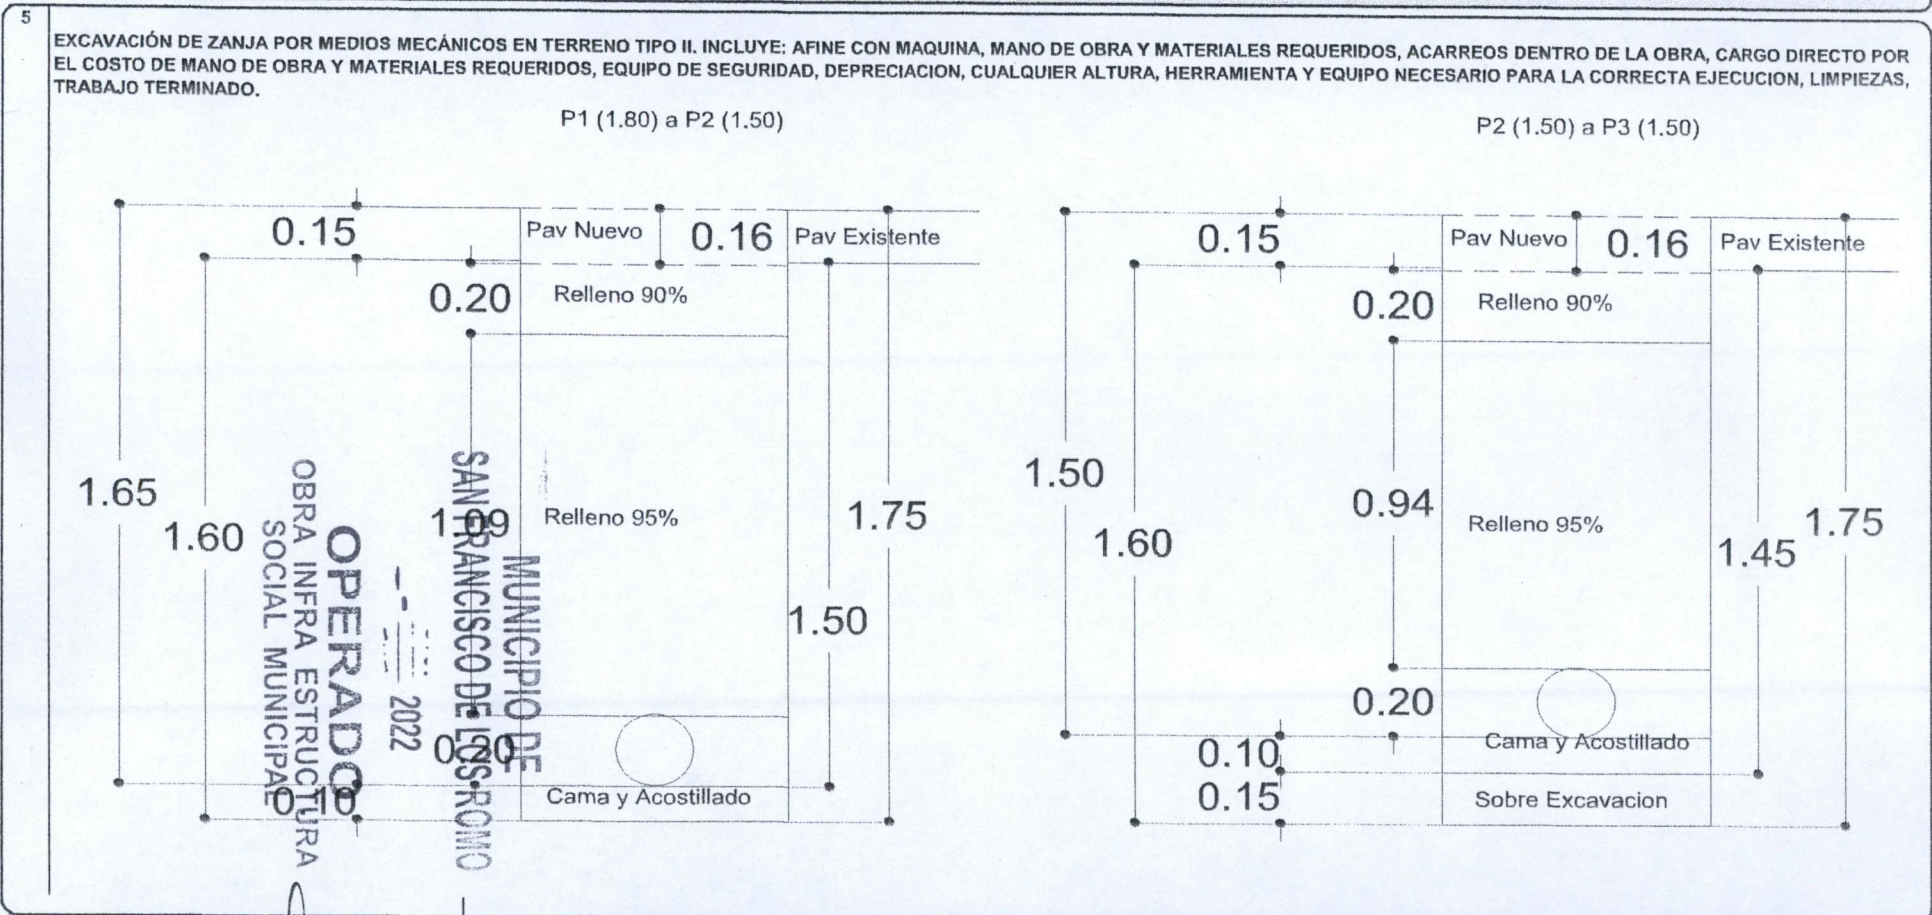 5
EXCAVACIÓN DE ZANJA POR MEDIOS MECÁNICOS EN TERRENO TIPO II. INCLUYE: AFINE CON MAQUINA, MANO DE OBRA Y MATERIALES REQUERIDOS, ACARREOS DENTRO DE LA OBRA, CARGO DIRECTO POR
EL COSTO DE MANO DE OBRA Y MATERIALES REQUERIDOS, EQUIPO DE SEGURIDAD, DEPRECIACION, CUALQUIER ALTURA, HERRAMIENTA Y EQUIPO NECESARIO PARA LA CORRECTA EJECUCION, LIMPIEZAS,
TRABAJO TERMINADO.
P1 (1.80) a P2 (1.50)
0.15
Pav Nuevo
0.16
Pav Existente
0.20
Relleno 90%
1.65
1.60
1.09
Relleno 95%
1.75
1.50
0.20
Cama y Acostillado
0.10
MUNICIPIO DE
SAN FRANCISCO DE LOS ROMO
2022
OPERADO
OBRA INFRA ESTRUCTURA
SOCIAL MUNICIPAL
P2 (1.50) a P3 (1.50)
0.15
Pav Nuevo
0.16
Pav Existente
0.20
Relleno 90%
1.50
1.60
0.94
Relleno 95%
1.45
1.75
0.20
Cama y Acostillado
0.10
0.15
Sobre Excavacion